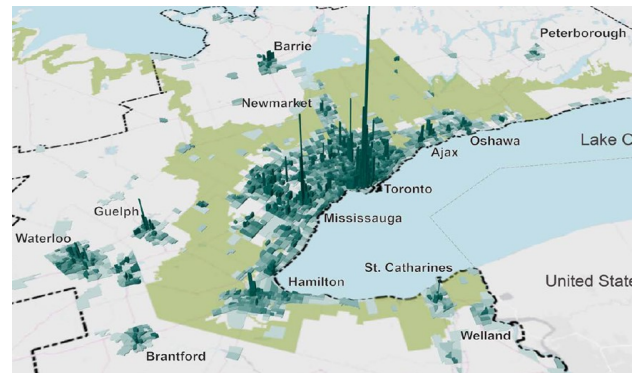 Barrie
Peterborough
Newmarket
Oshawa
Ajax
Lake O
Toronto
Guelph
Mississauga
Waterloo
St. Catharines
Hamilton
United State
Welland
Brantford